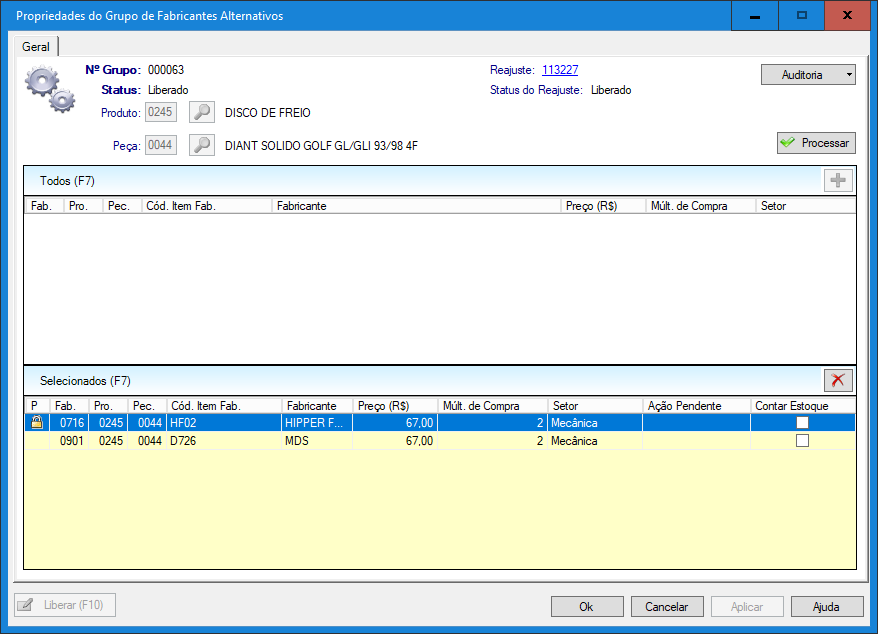 Propriedades do Grupo de Fabricantes Alternativos
Geral
Nº Grupo: 000063 Reajuste: 113227 Auditoria
Status: Liberado Status do Reajuste: Liberado
Produto: 0245 DISCO DE FREIO
Peça: 0044 DIANT SOLIDO GOLF GL/GLI 93/98 4F Processar
Todos (F7)
Fab. Pro. Pec. Cód. Item Fab. Fabricante Preço (R$) Múlt. de Compra Setor
Selecionados (F7)
P Fab. Pro. Pec. Cód. Item Fab. Fabricante Preço (R$) Múlt. de Compra Setor Ação Pendente Contar Estoque
0716 0245 0044 HF02 HIPPER F... 67,00 2 Mecânica
0901 0245 0044 D726 MDS 67,00 2 Mecânica
Liberar (F10) Ok Cancelar Aplicar Ajuda